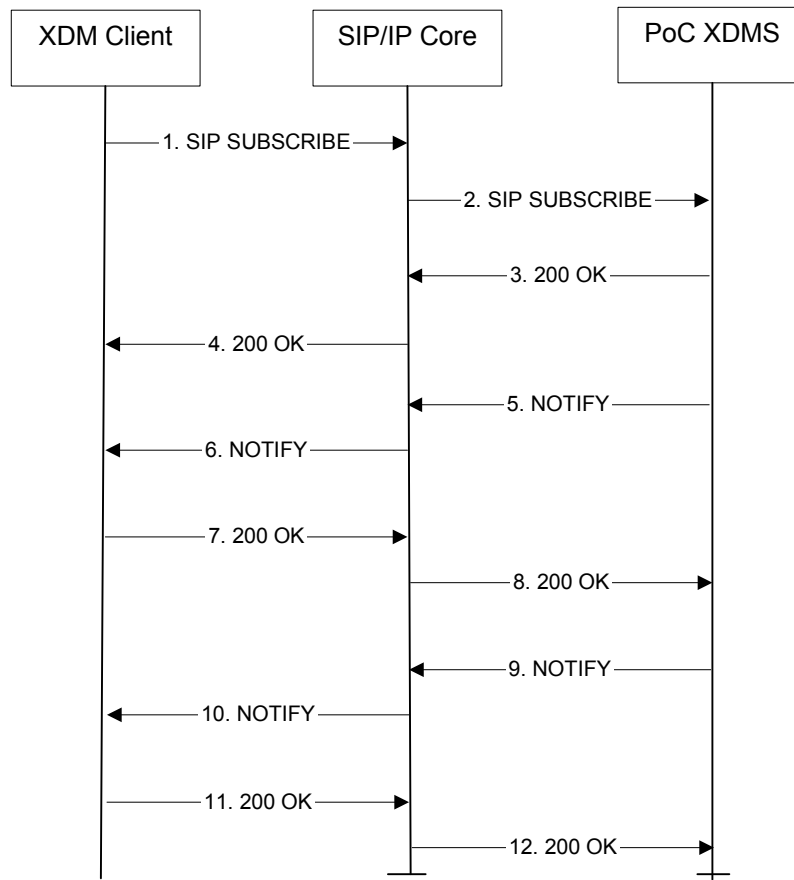 XDM Client
SIP/IP Core
PoC XDMS
1. SIP SUBSCRIBE
2. SIP SUBSCRIBE
3. 200 OK
4. 200 OK
5. NOTIFY
6. NOTIFY
7. 200 OK
8. 200 OK
9. NOTIFY
10. NOTIFY
11. 200 OK
12. 200 OK